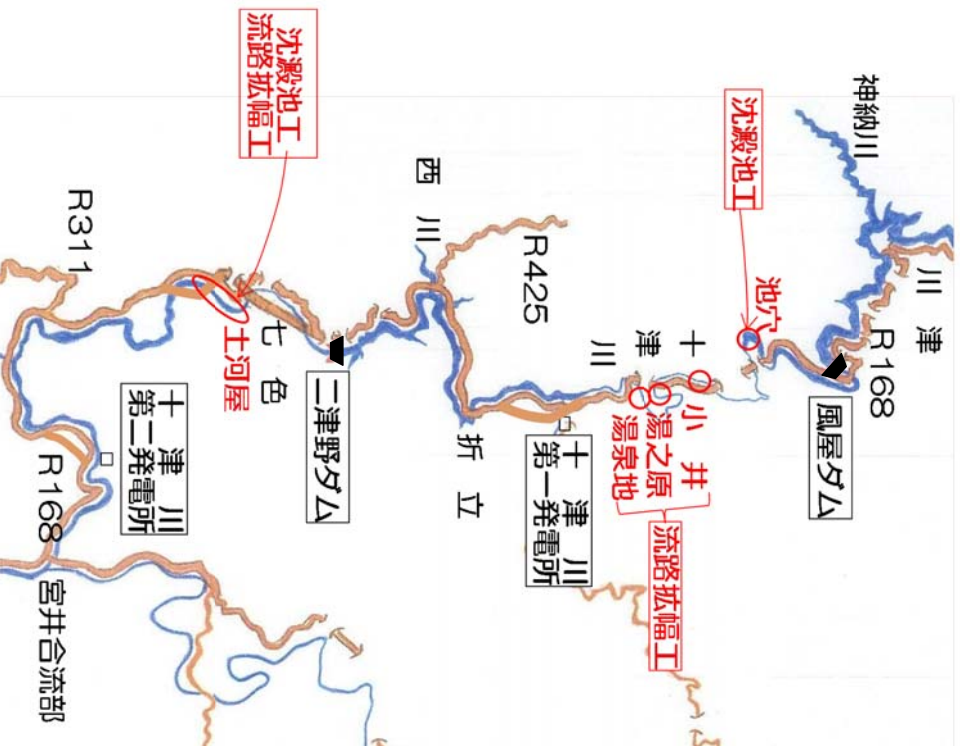 神納川
川 津
R168
風屋ダム
沈澱池工
池穴
十 津 川
小 井
湯之原
湯泉地
流路拡幅工
十 津 川
第一発電所
折 立
R425
西 川
二津野ダム
沈澱池工
流路拡幅工
七 色
土河屋
R311
十 津 川
第二発電所
R168
宮井合流部